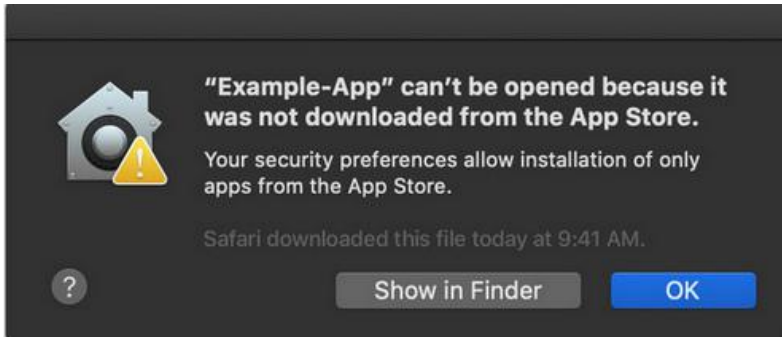 “Example-App” can’t be opened because it
was not downloaded from the App Store.
Your security preferences allow installation of only
apps from the App Store.
Safari downloaded this file today at 9:41 AM.
?
Show in Finder
OK